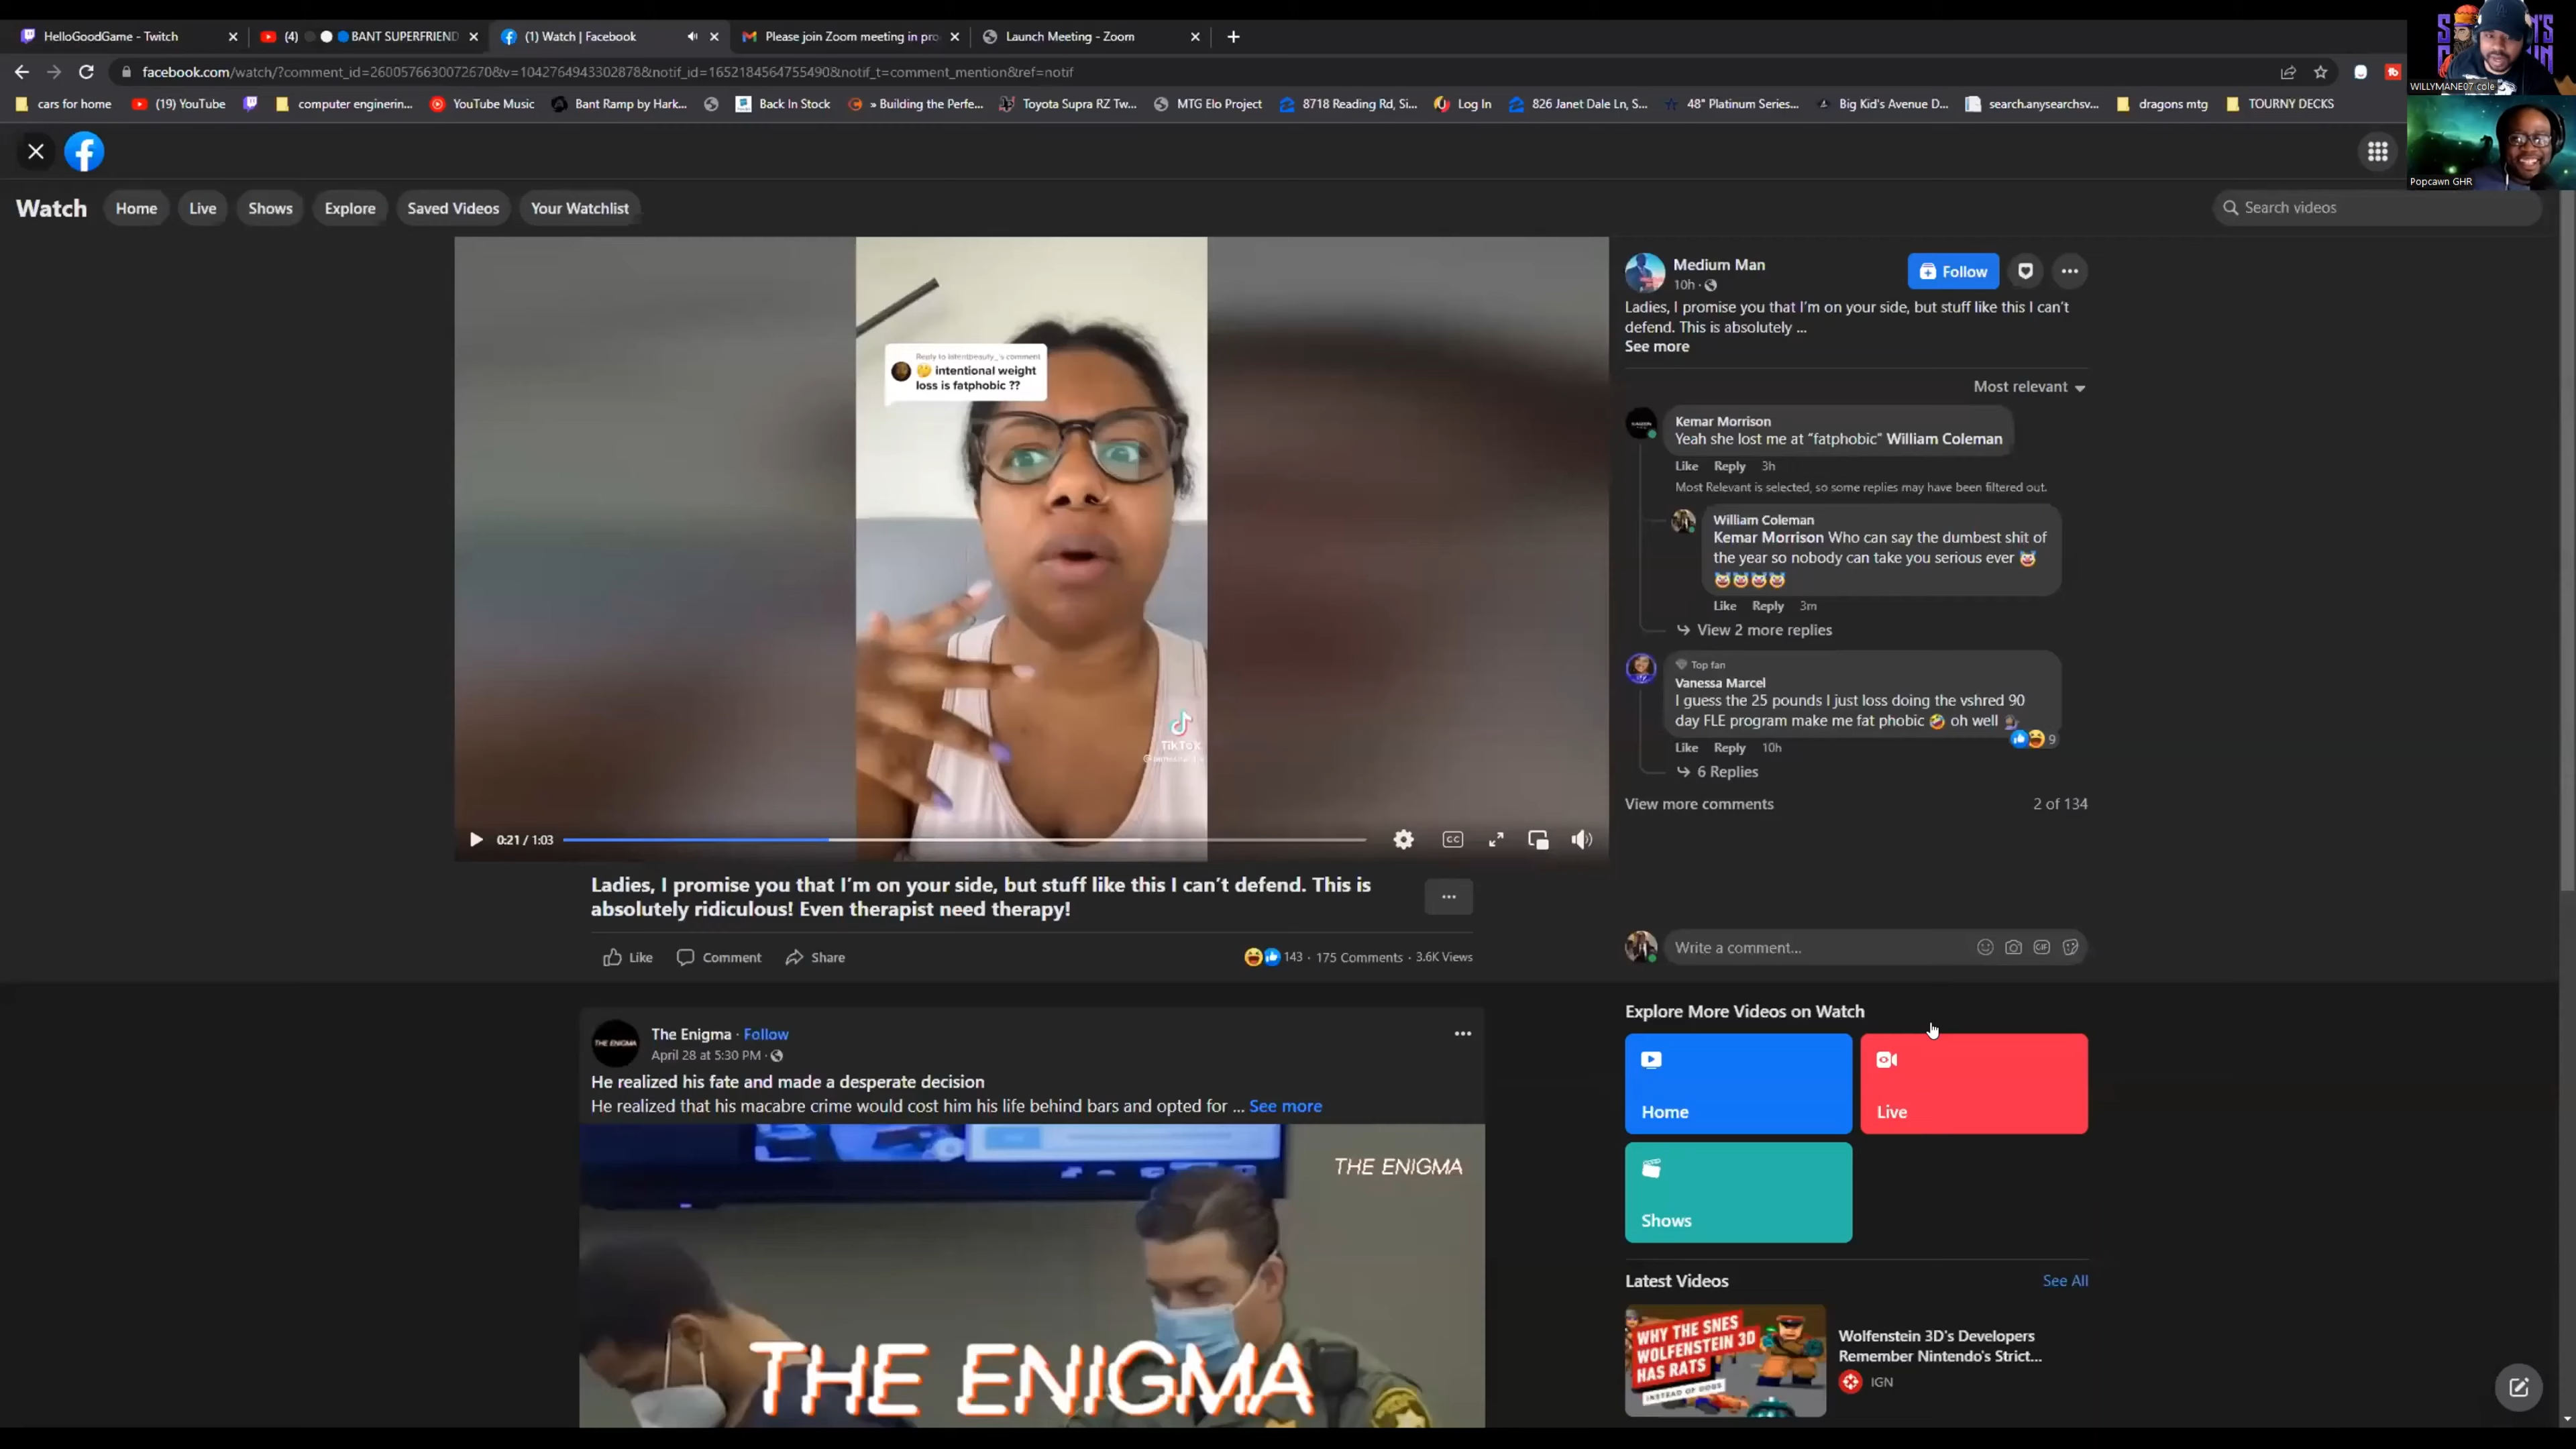 HelloGoodGame - Twitch
(4) BANT SUPERFRIEND
(1) Watch | Facebook
Please join Zoom meeting in pro
Launch Meeting - Zoom
facebook.com/watch/?comment_id=260057663007267​0&v=1042764943302878&notif_id=1652184564755490&notif_t=comment_mention&ref=notif
cars for home
(19) YouTube
computer enginerin...
YouTube Music
Bant Ramp by Hark...
Back In Stock
» Building the Perfe...
Toyota Supra RZ Tw...
MTG Elo Project
8718 Reading Rd, Si...
Log In
826 Janet Dale Ln, S...
48" Platinum Series...
Big Kid's Avenue D...
search.anysearchsv...
dragons mtg
TOURNY DECKS
WILLYMANE07 cole
Popcawn GHR
Watch
Home
Live
Shows
Explore
Saved Videos
Your Watchlist
Search videos
Reply to latentbeauty_'s comment
🤔 intentional weight
loss is fatphobic ??
TikTok
0:21 / 1:03
CC
Ladies, I promise you that I'm on your side, but stuff like this I can't defend. This is
absolutely ridiculous! Even therapist need therapy!
Like
Comment
Share
143 · 175 Comments · 3.6K Views
Medium Man
10h ·
Follow
Ladies, I promise you that I'm on your side, but stuff like this I can't
defend. This is absolutely ...
See more
Most relevant
Kemar Morrison
Yeah she lost me at "fatphobic" William Coleman
Like Reply 3h
Most Relevant is selected, so some replies may have been filtered out.
William Coleman
Kemar Morrison Who can say the dumbest shit of
the year so nobody can take you serious ever 🤡
🤡🤡🤡🤡
Like Reply 3m
View 2 more replies
Top fan
Vanessa Marcel
I guess the 25 pounds I just loss doing the vshred 90
day FLE program make me fat phobic 🤣 oh well
9
Like Reply 10h
6 Replies
View more comments
2 of 134
Write a comment...
GIF
The Enigma · Follow
April 28 at 5:30 PM ·
He realized his fate and made a desperate decision
He realized that his macabre crime would cost him his life behind bars and opted for ... See more
THE ENIGMA
THE ENIGMA
THE ENIGMA
Explore More Videos on Watch
Home
Live
Shows
Latest Videos
See All
WHY THE SNES
WOLFENSTEIN 3D
HAS RATS
INSTEAD OF DOGS
Wolfenstein 3D's Developers
Remember Nintendo's Strict...
IGN